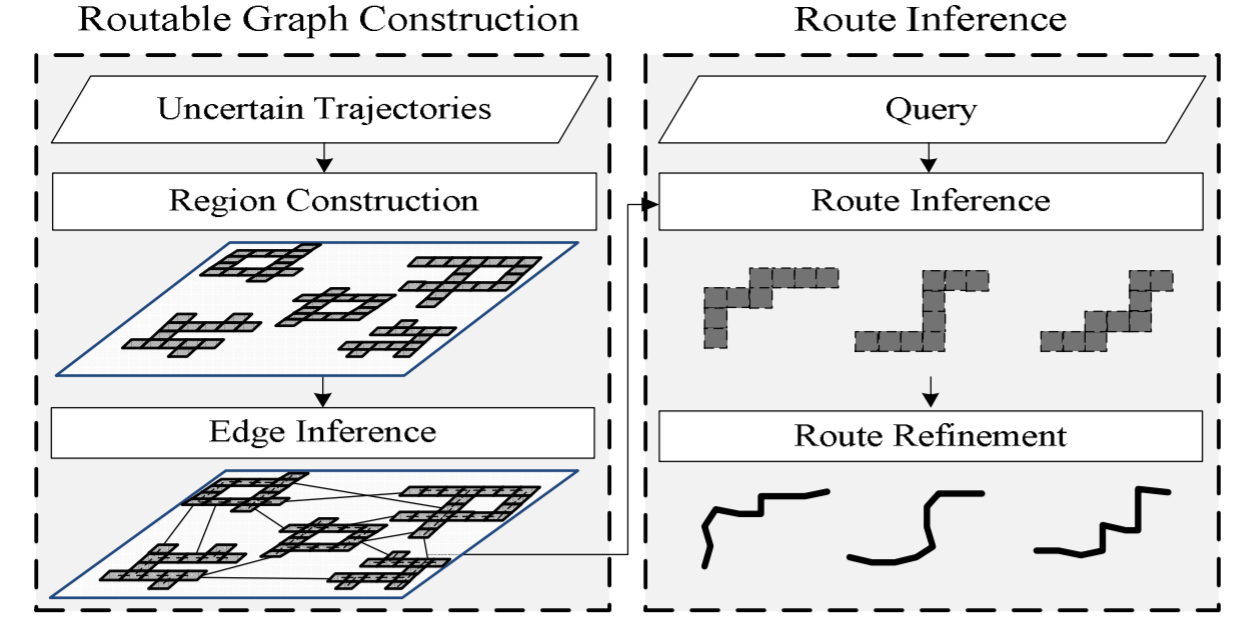 Routable Graph Construction
Uncertain Trajectories
Region Construction
Edge Inference
Route Inference
Query
Route Inference
Route Refinement